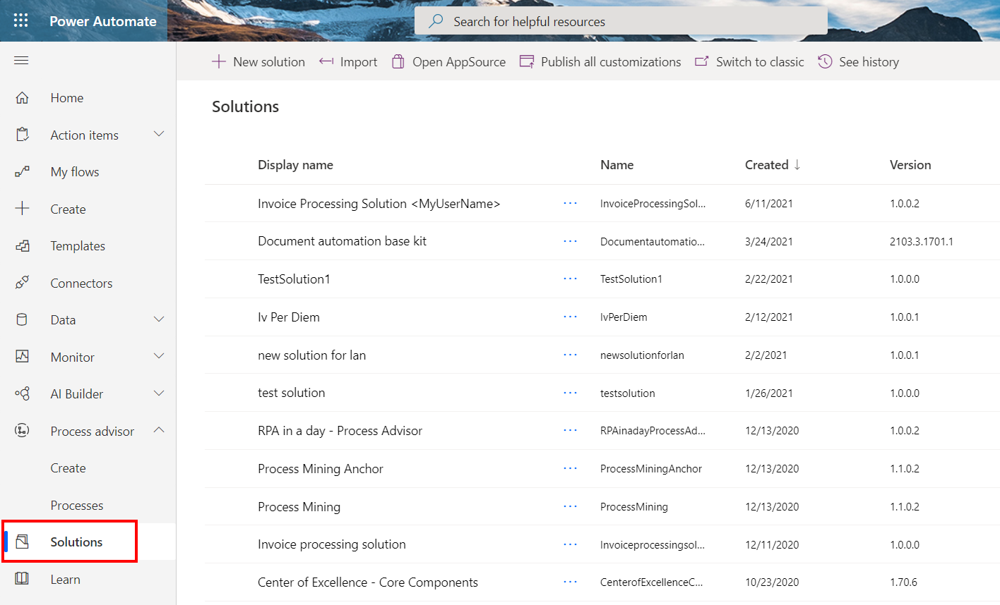 Power Automate
Search for helpful resources
New solution Import Open AppSource Publish all customizations Switch to classic See history
Home
Action items
My flows
Create
Templates
Connectors
Data
Monitor
AI Builder
Process advisor
Create
Processes
Solutions
Learn
Solutions
Display name Name Created ↓ Version
Invoice Processing Solution <MyUserName> ··· InvoiceProcessingSol... 6/11/2021 1.0.0.2
Document automation base kit ··· Documentautomatio... 3/24/2021 2103.3.1701.1
TestSolution1 ··· TestSolution1 2/22/2021 1.0.0.0
Iv Per Diem ··· IvPerDiem 2/12/2021 1.0.0.1
new solution for lan ··· newsolutionforlan 2/2/2021 1.0.0.1
test solution ··· testsolution 1/26/2021 1.0.0.0
RPA in a day - Process Advisor ··· RPAinadayProcessAd... 12/13/2020 1.0.0.2
Process Mining Anchor ··· ProcessMiningAnchor 12/13/2020 1.1.0.2
Process Mining ··· ProcessMining 12/13/2020 1.1.0.2
Invoice processing solution ··· Invoiceprocessingsol... 12/11/2020 1.0.0.0
Center of Excellence - Core Components ··· CenterofExcellenceC... 10/23/2020 1.70.6